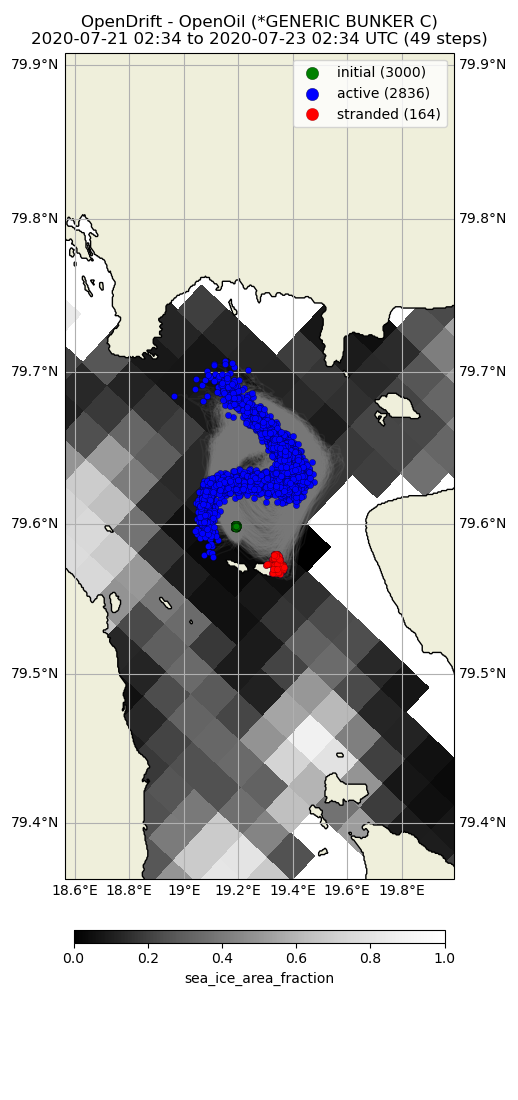 OpenDrift - OpenOil (*GENERIC BUNKER C)
2020-07-21 02:34 to 2020-07-23 02:34 UTC (49 steps)
79.9°N 79.9°N
initial (3000)
active (2836)
stranded (164)
79.8°N 79.8°N
79.7°N 79.7°N
79.6°N 79.6°N
79.5°N 79.5°N
79.4°N 79.4°N
18.6°E 18.8°E 19°E 19.2°E 19.4°E 19.6°E 19.8°E
0.0 0.2 0.4 0.6 0.8 1.0
sea_ice_area_fraction